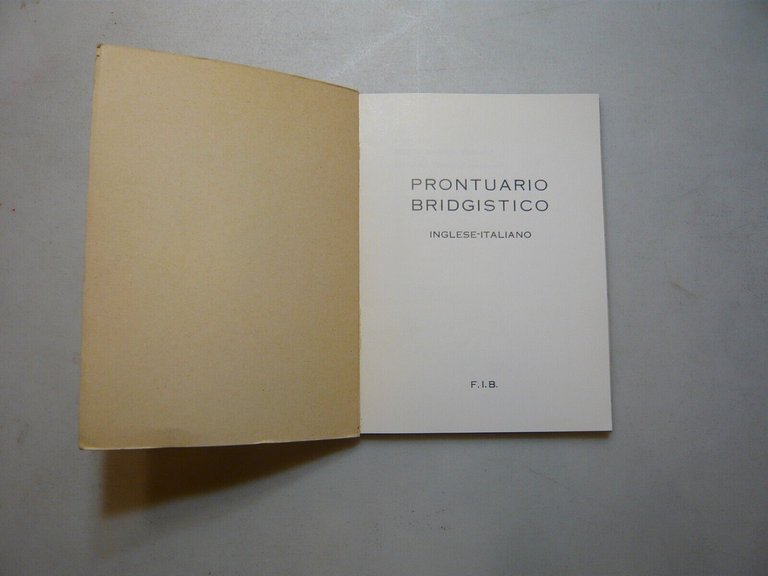 PRONTUARIO
BRIDGISTICO
INGLESE-ITALIANO
F.I.B.